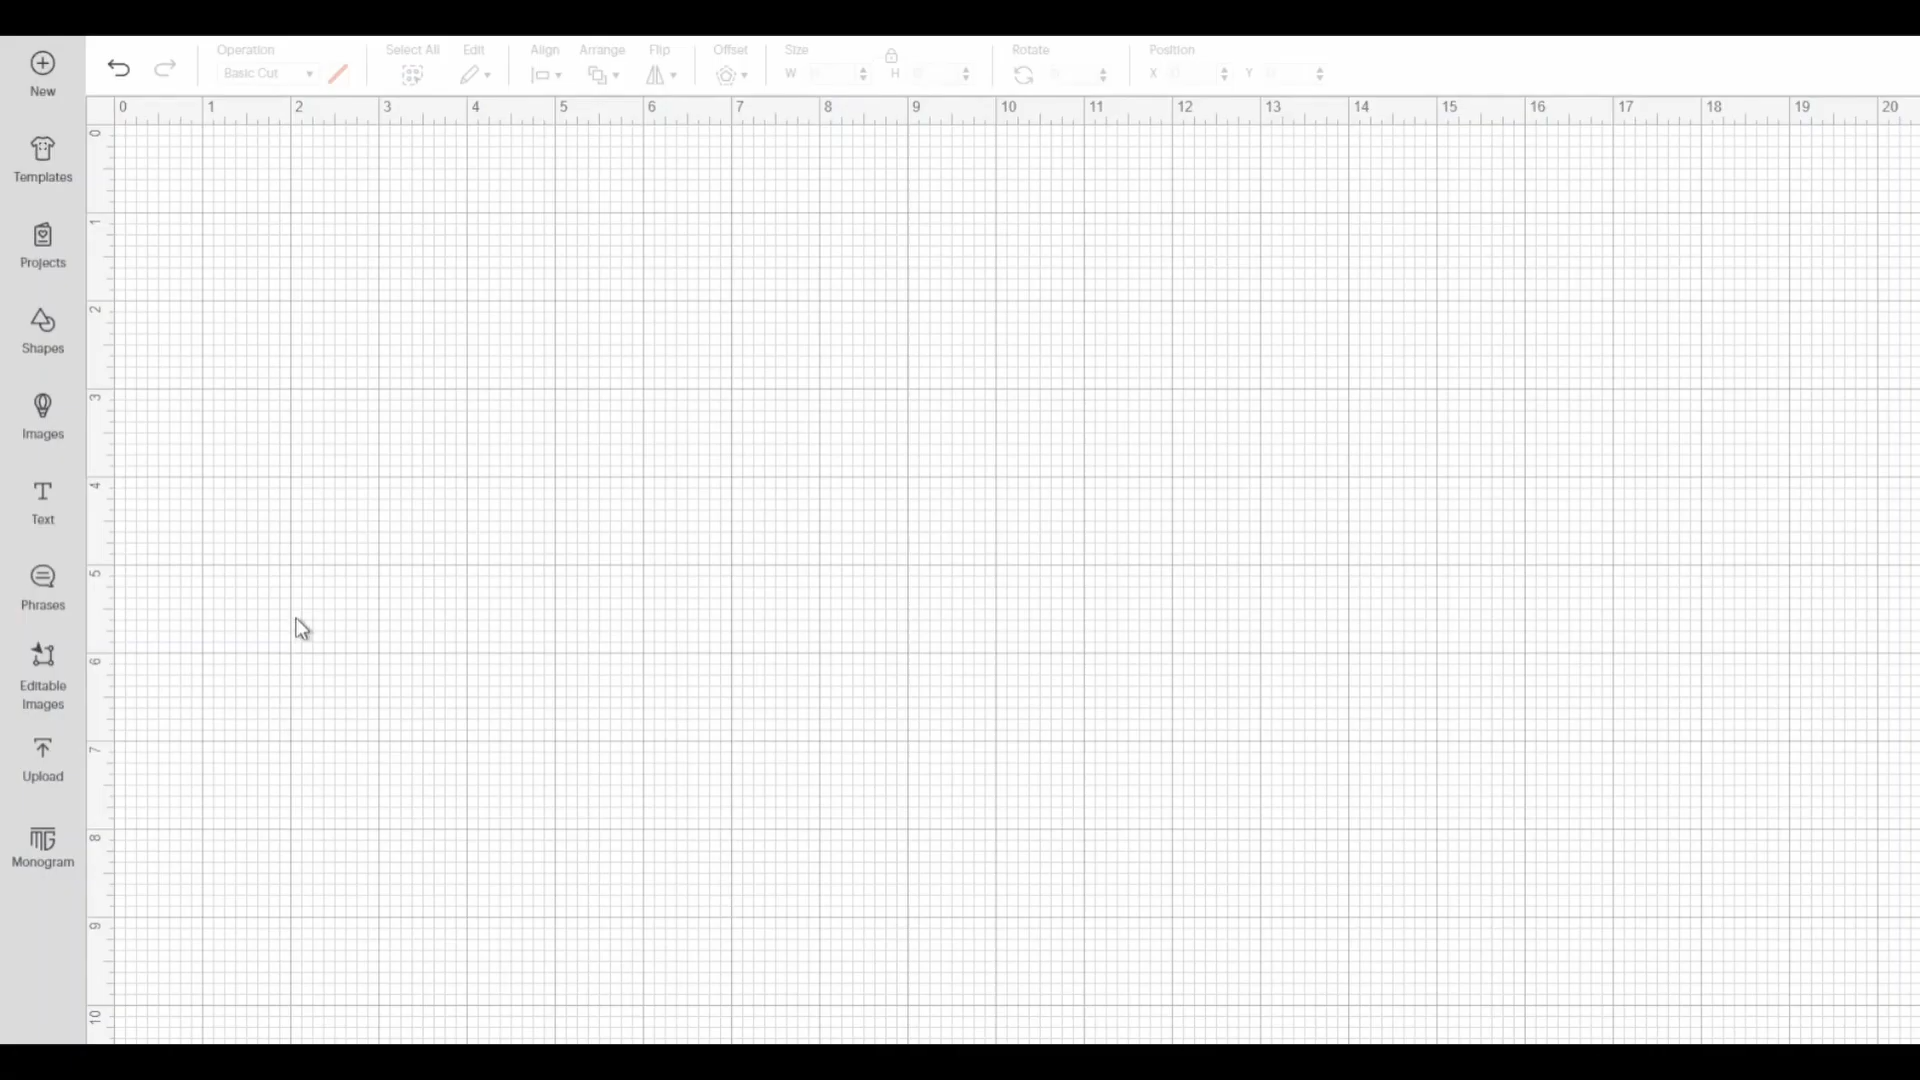 New
Templates
Projects
Shapes
Images
Text
Phrases
Editable
Images
Upload
Monogram
Operation
Basic Cut
Select All
Edit
Align
Arrange
Flip
Offset
Size
W
H
Rotate
Position
X 0
Y 0
0 1 2 3 4 5 6 7 8 9 10 11 12 13 14 15 16 17 18 19 20
0
1
2
3
4
5
6
7
8
9
10